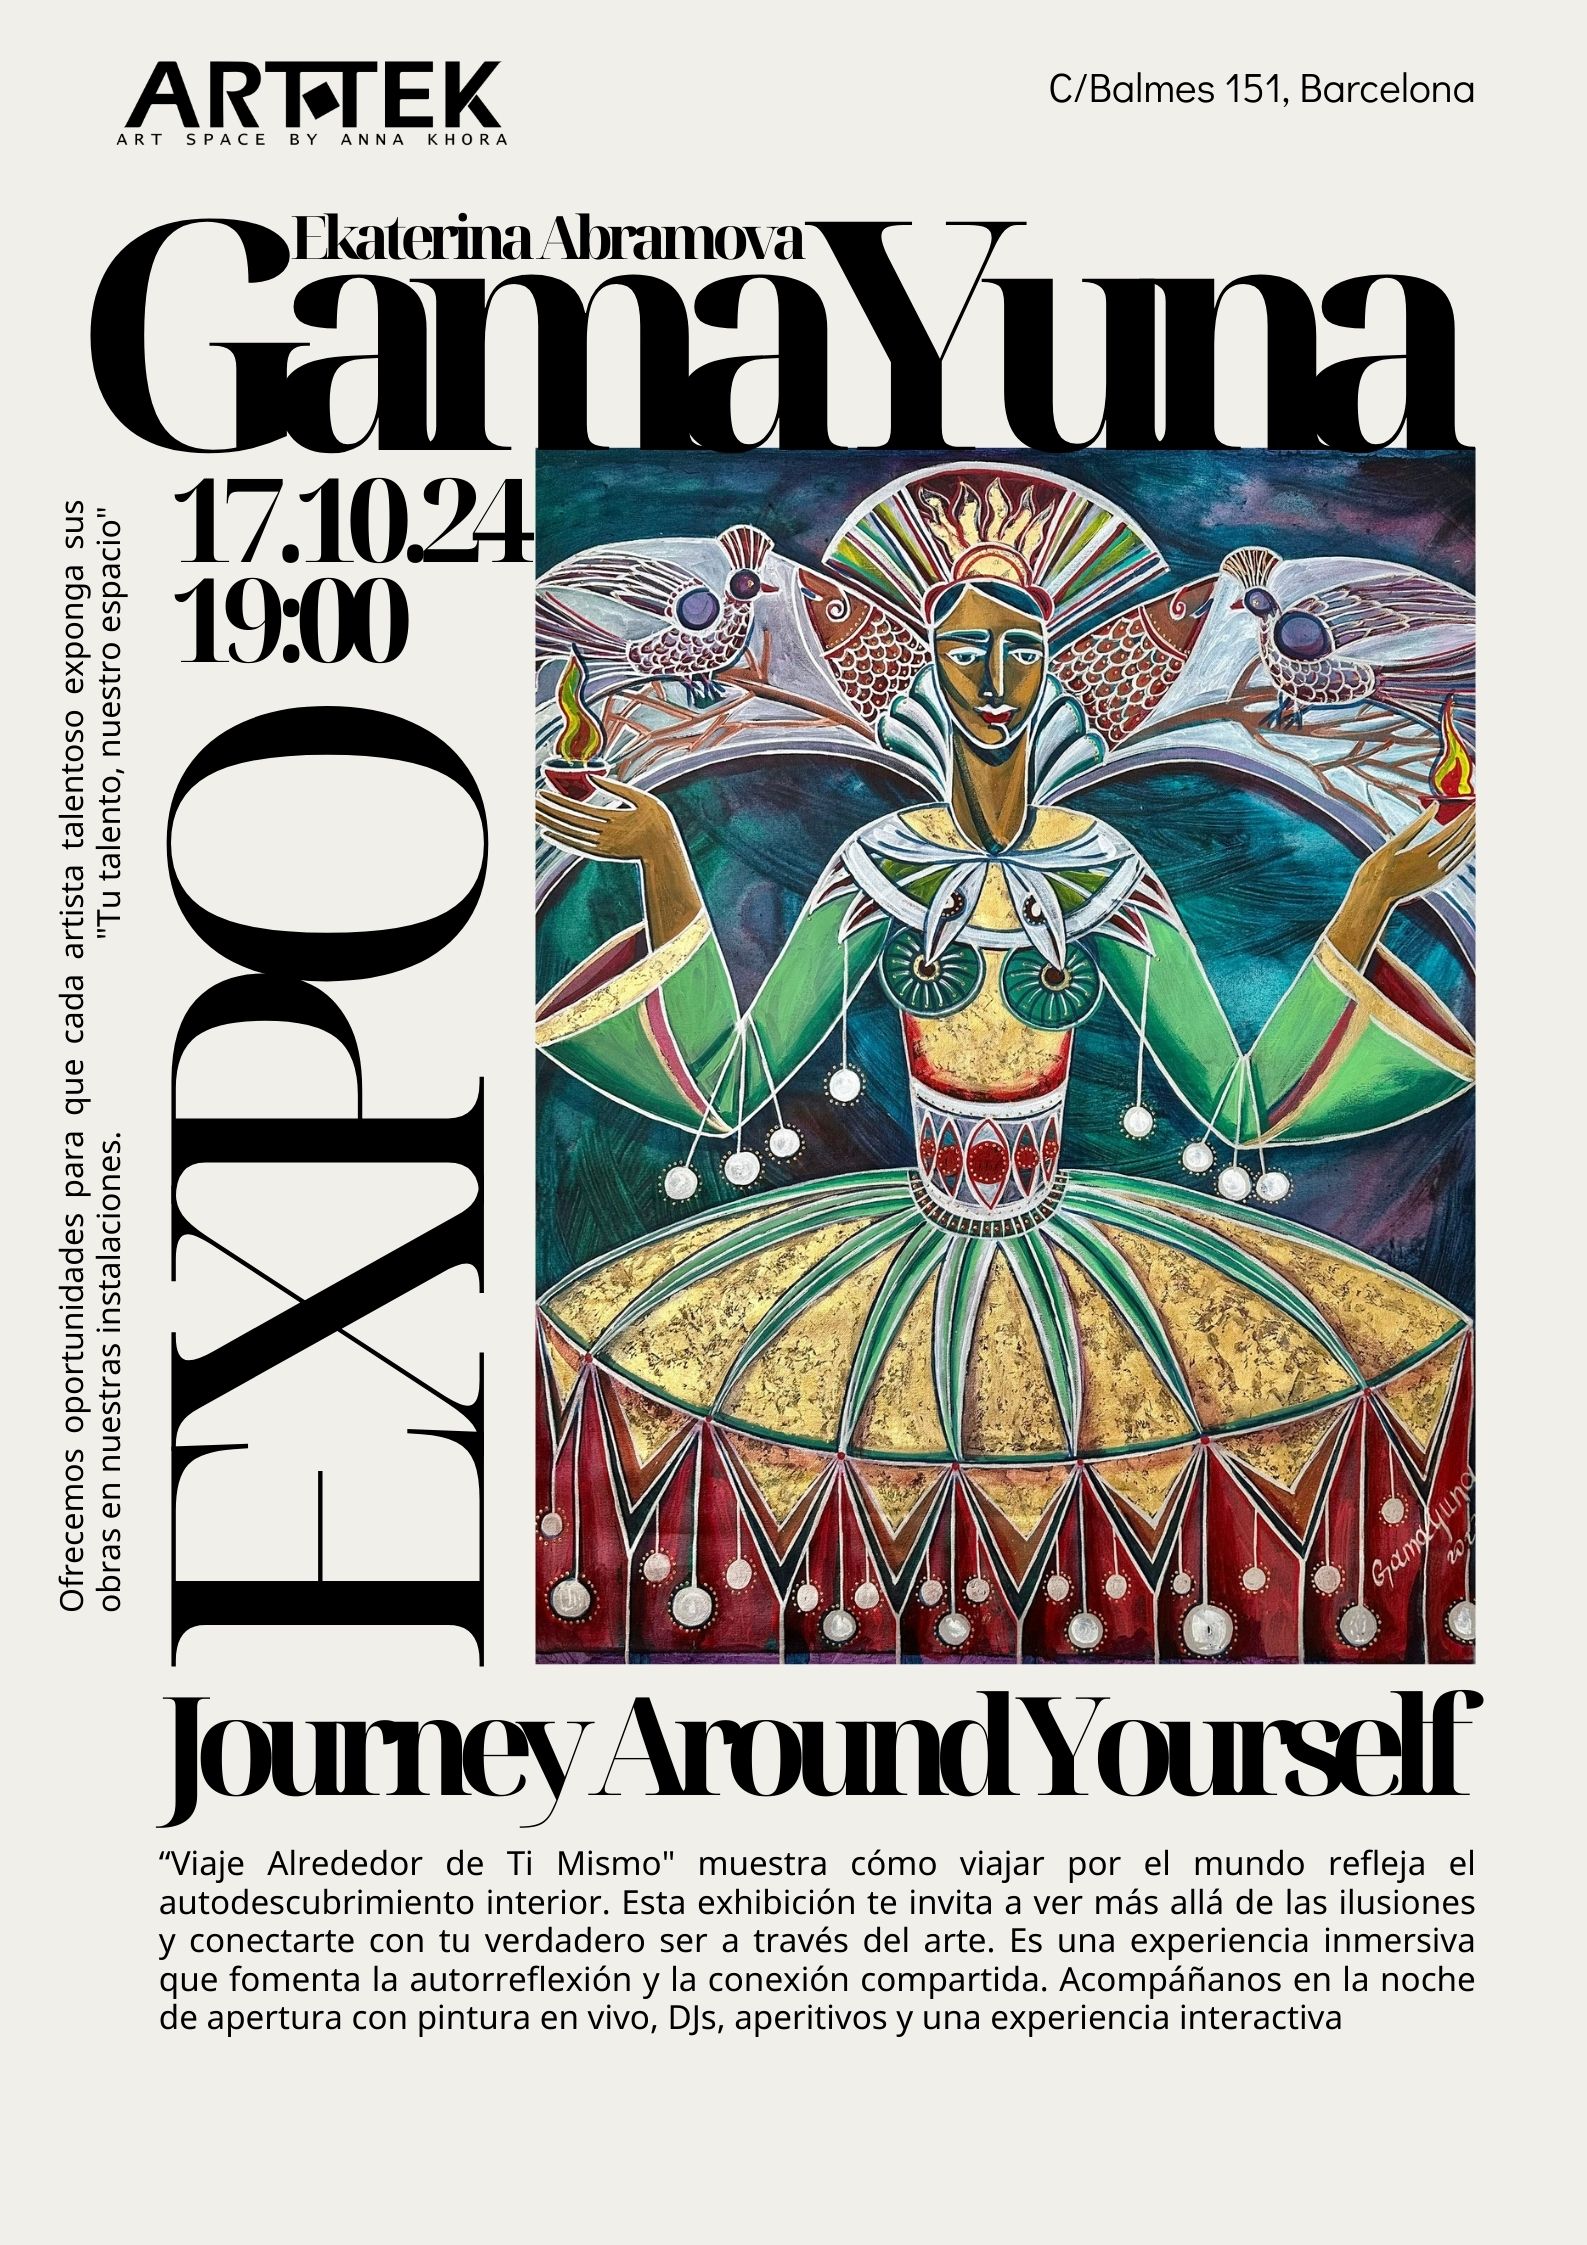 ARTTEK
ART SPACE BY ANNA KHORA
C/Balmes 151, Barcelona
Ekaterina Abramova
GamaYuna
17.10.24
19:00
EXPO
Ofrecemos oportunidades para que cada artista talentoso exponga sus
obras en nuestras instalaciones. "Tu talento, nuestro espacio"
Gamayuna
Journey Around Yourself
“Viaje Alrededor de Ti Mismo" muestra cómo viajar por el mundo refleja el
autodescubrimiento interior. Esta exhibición te invita a ver más allá de las ilusiones
y conectarte con tu verdadero ser a través del arte. Es una experiencia inmersiva
que fomenta la autorreflexión y la conexión compartida. Acompáñanos en la noche
de apertura con pintura en vivo, DJs, aperitivos y una experiencia interactiva